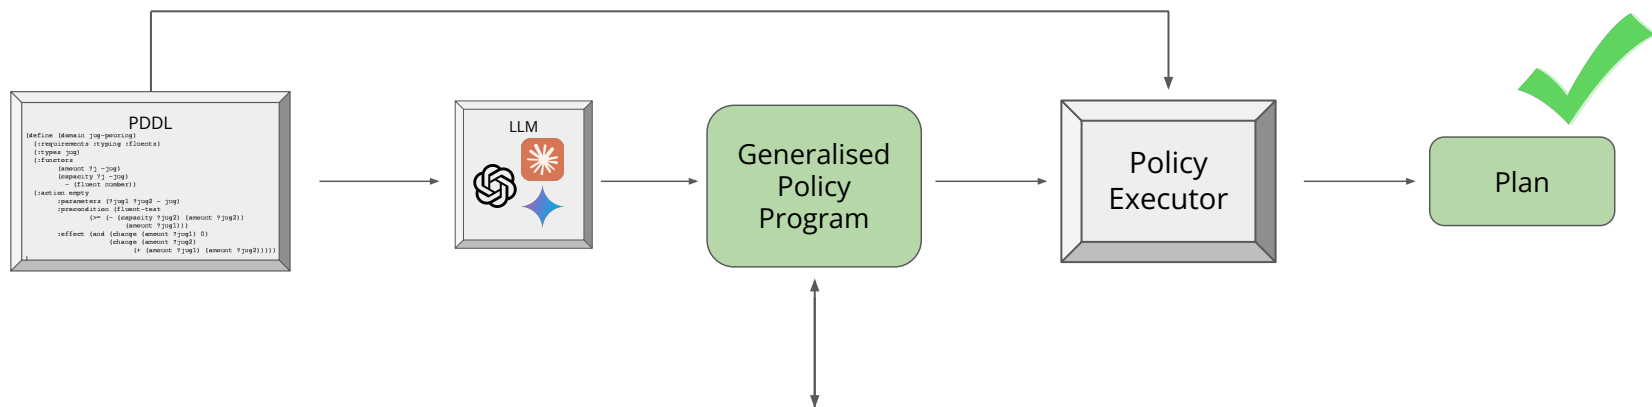 PDDL
(define (domain jug-pouring)
(:requirements :typing :fluents)
(:types jug)
(:functors
(amount ?j -jug)
(capacity ?j -jug)
- (fluent number))
(:action empty
:parameters (?jug1 ?jug2 - jug)
:precondition (fluent-test
(>= (- (capacity ?jug2) (amount ?jug2))
(amount ?jug1)))
:effect (and (change (amount ?jug1) 0)
(change (amount ?jug2)
(+ (amount ?jug1) (amount ?jug2)))))
)
LLM
Generalised
Policy
Program
Policy
Executor
Plan